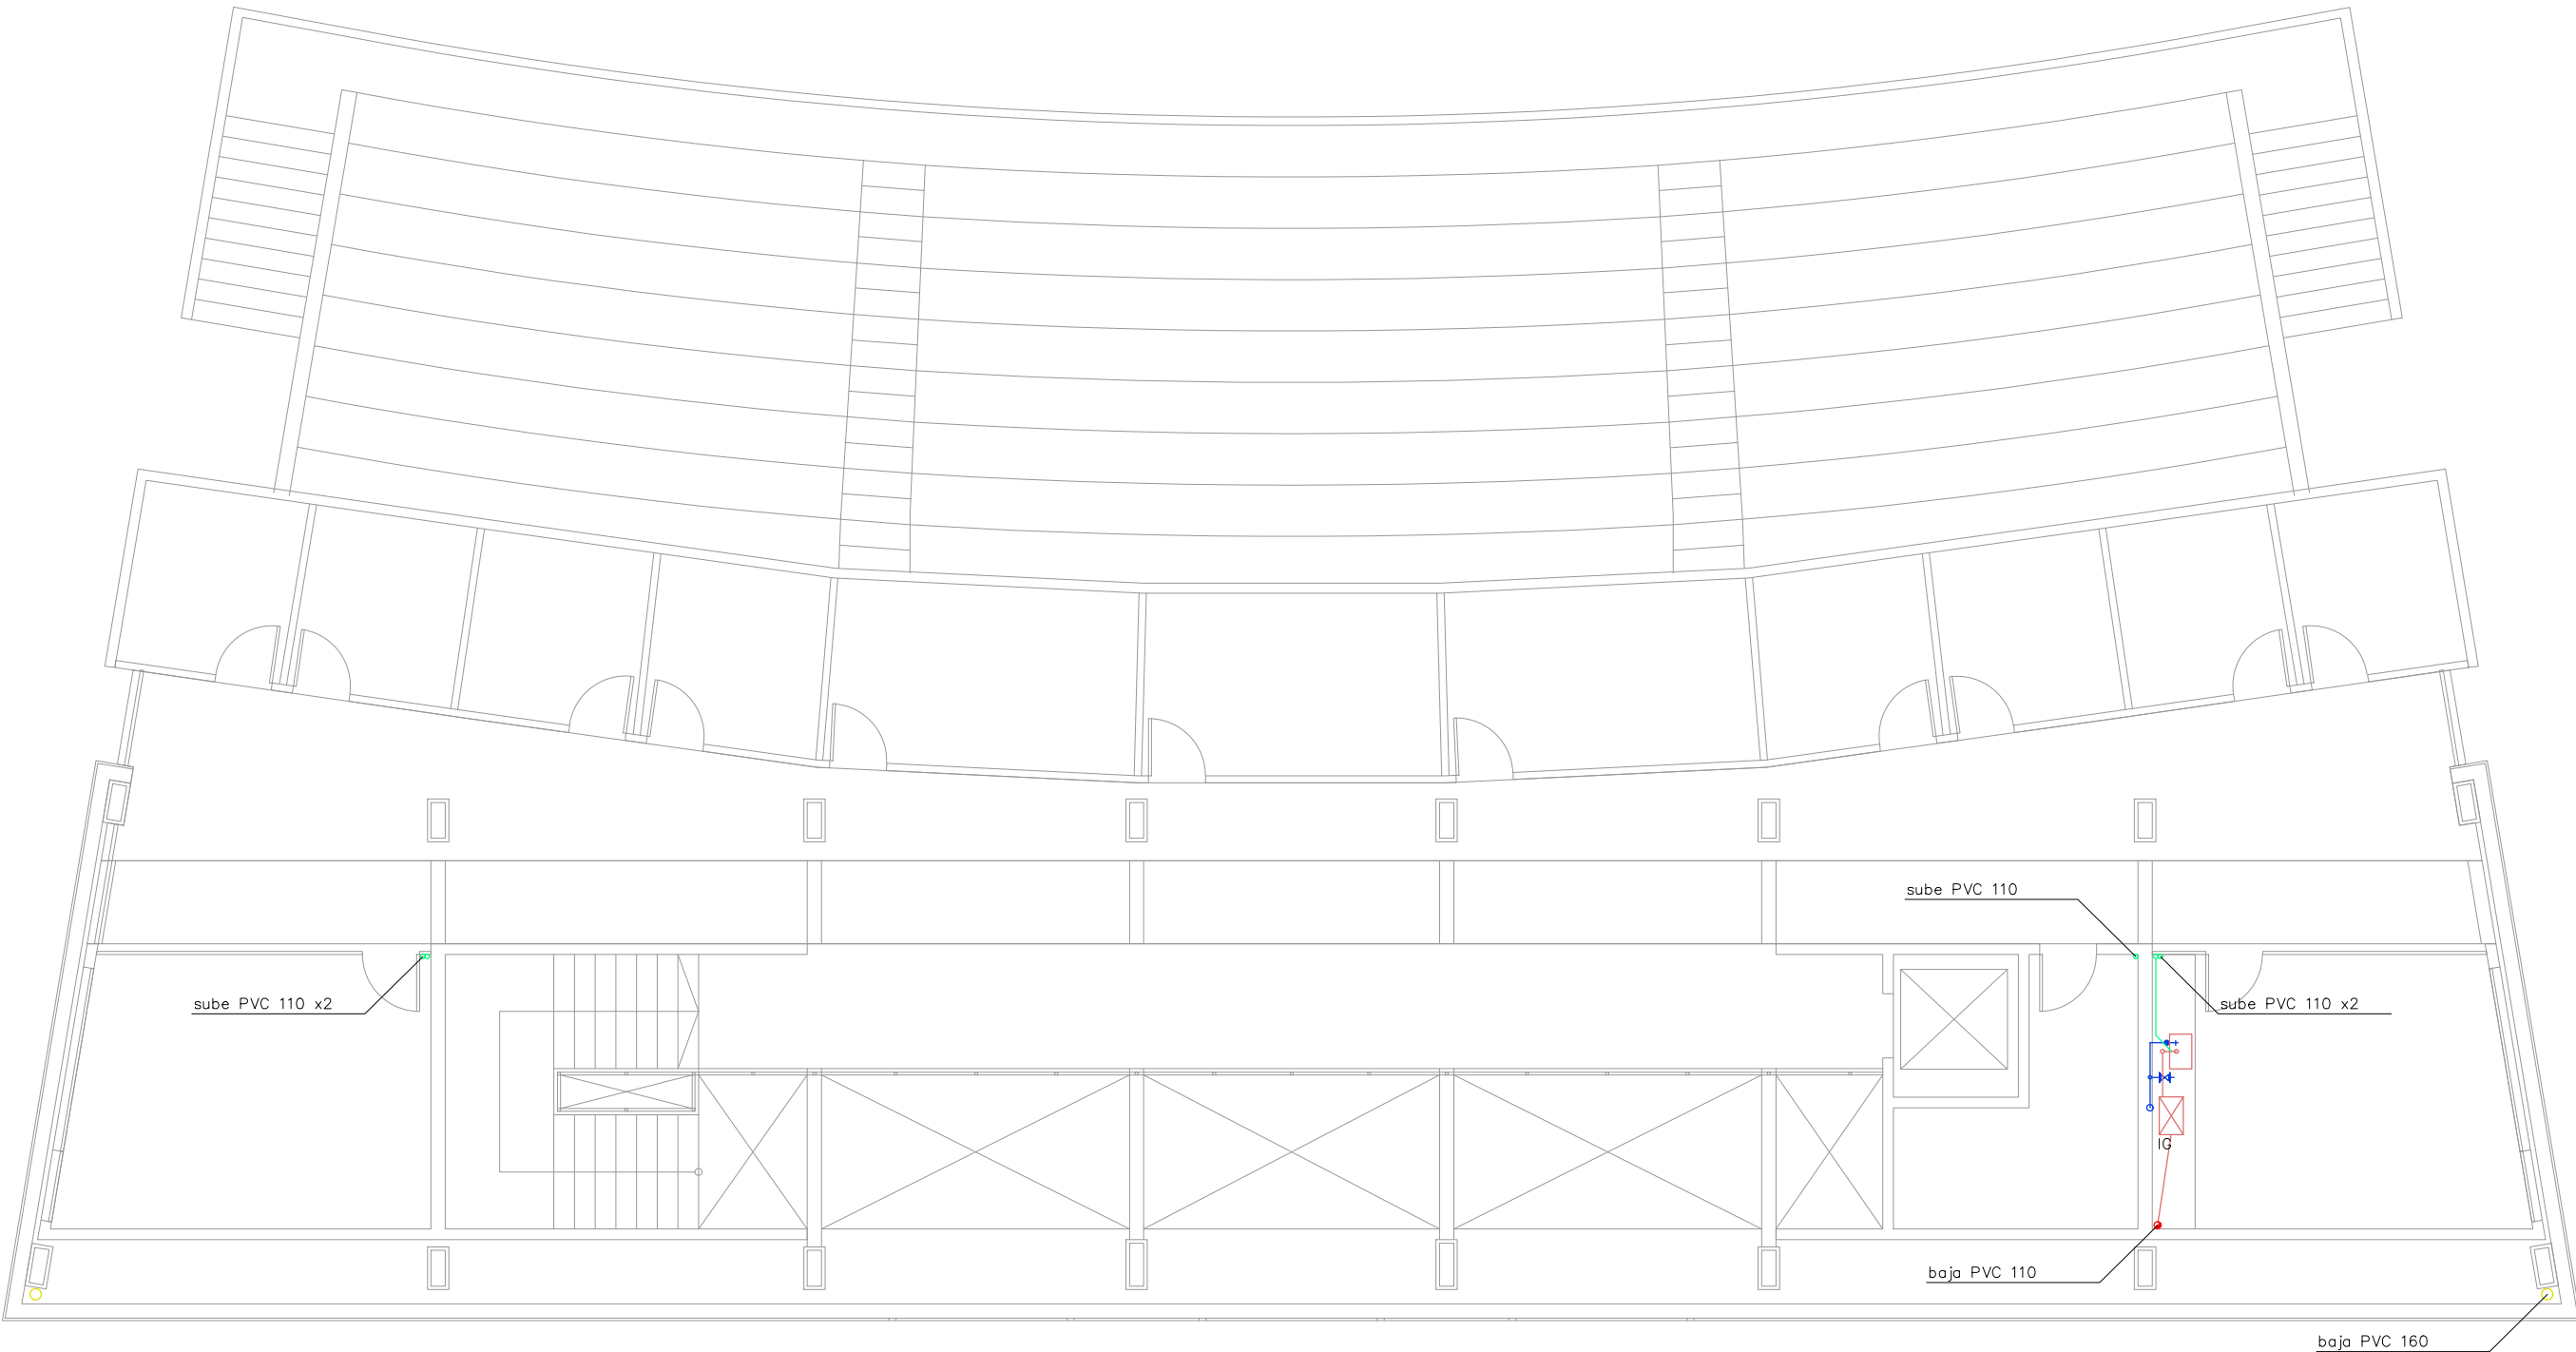 sube PVC 110
sube PVC 110 x2
sube PVC 110 x2
IG
baja PVC 110
baja PVC 160